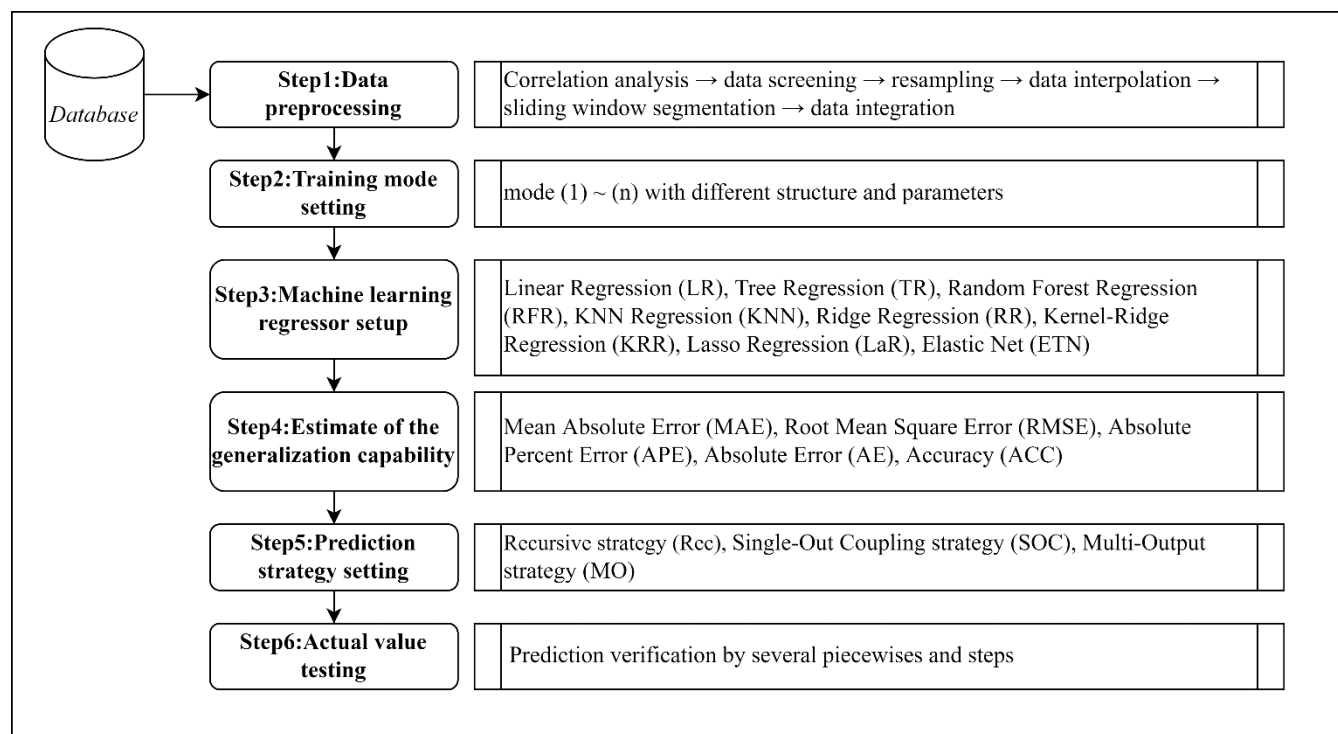 Database
Step1:Data
preprocessing
Correlation analysis → data screening → resampling → data interpolation →
sliding window segmentation → data integration
Step2:Training mode
setting
mode (1) ~ (n) with different structure and parameters
Step3:Machine learning
regressor setup
Linear Regression (LR), Tree Regression (TR), Random Forest Regression
(RFR), KNN Regression (KNN), Ridge Regression (RR), Kernel-Ridge
Regression (KRR), Lasso Regression (LaR), Elastic Net (ETN)
Step4:Estimate of the
generalization capability
Mean Absolute Error (MAE), Root Mean Square Error (RMSE), Absolute
Percent Error (APE), Absolute Error (AE), Accuracy (ACC)
Step5:Prediction
strategy setting
Recursive strategy (Rec), Single-Out Coupling strategy (SOC), Multi-Output
strategy (MO)
Step6:Actual value
testing
Prediction verification by several piecewises and steps